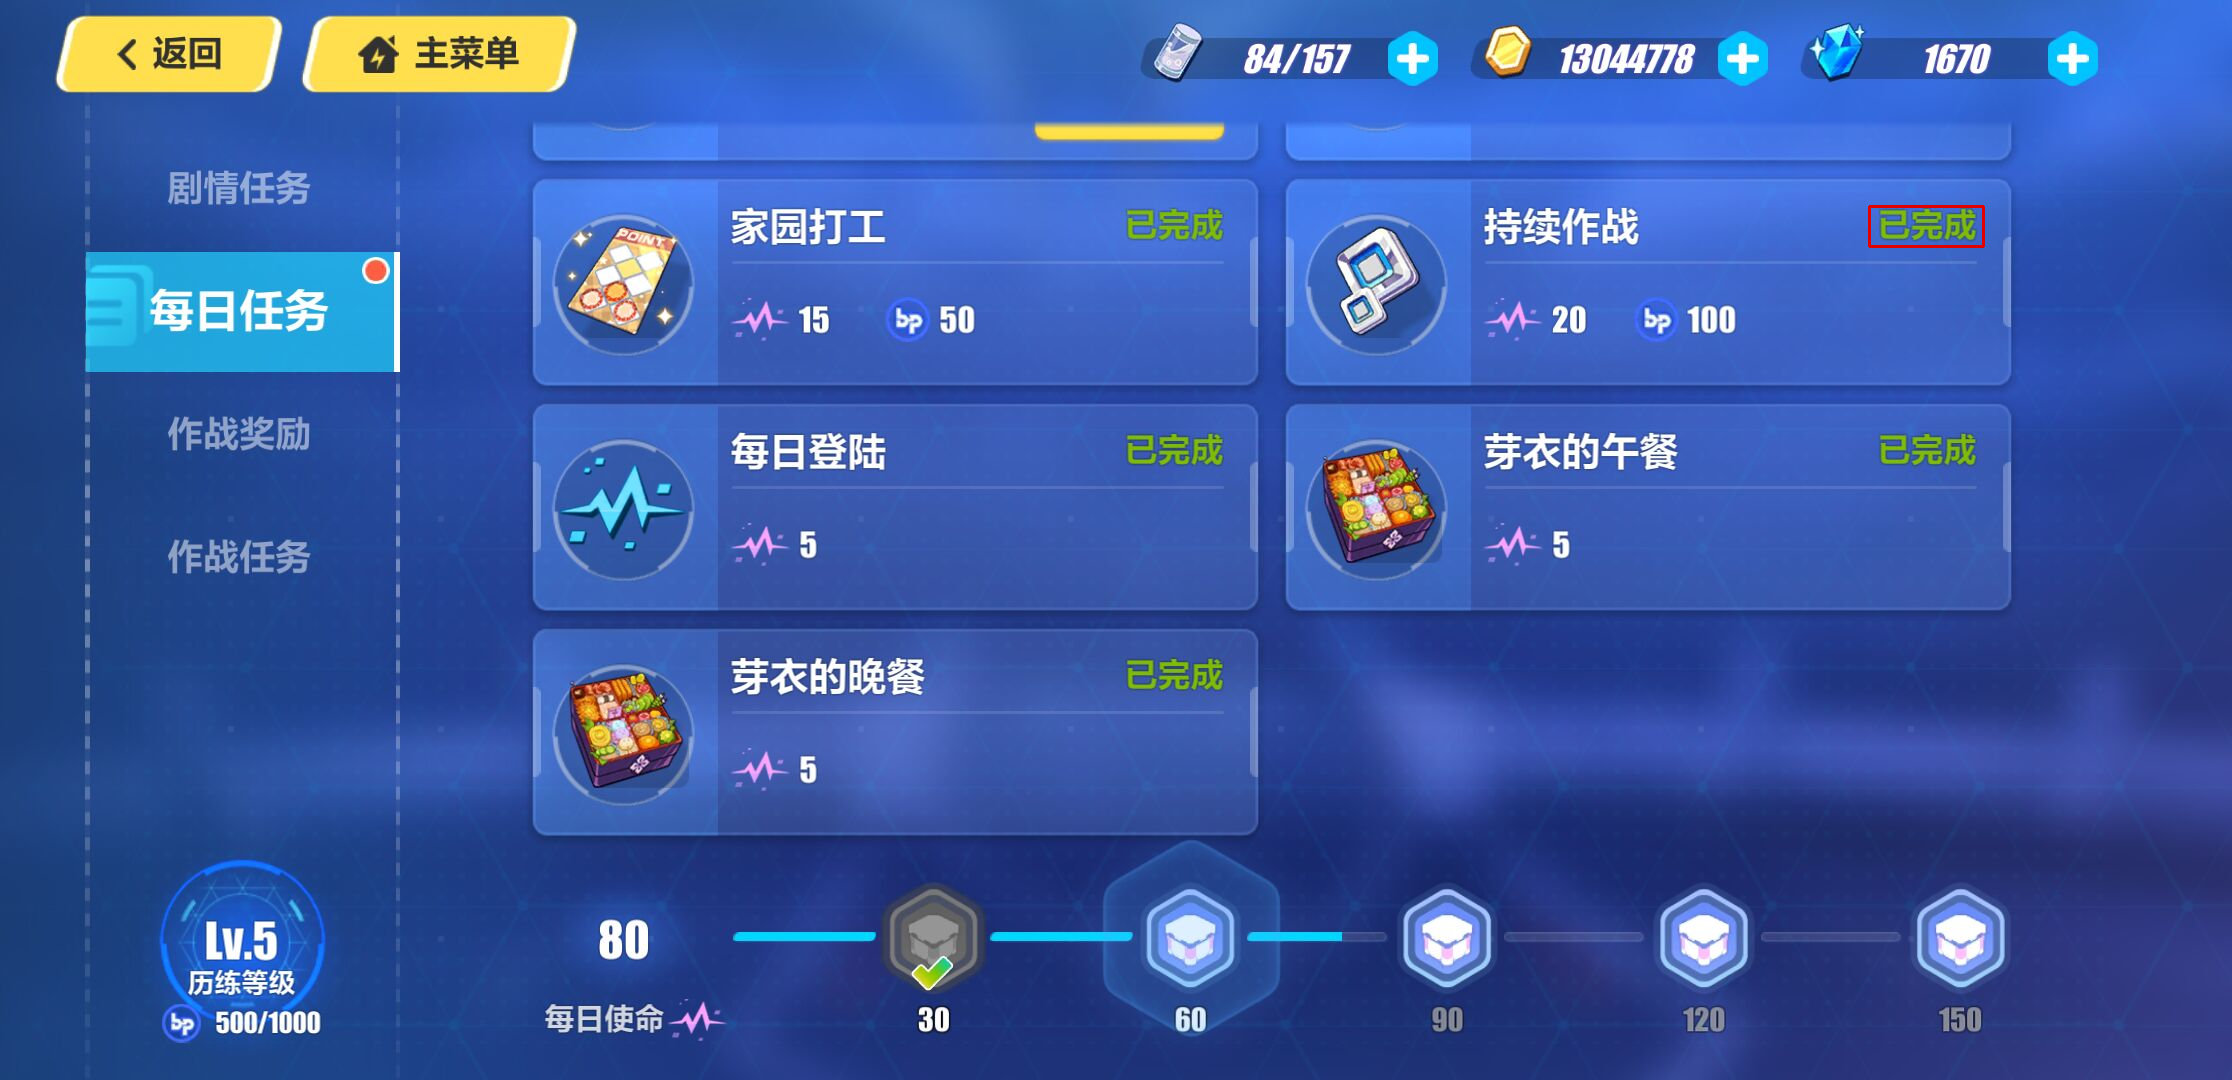 返回
主菜单
84/157
13044778
1670
剧情任务
每日任务
作战奖励
作战任务
POINT
家园打工
已完成
15
bp 50
持续作战
已完成
20
bp 100
每日登陆
已完成
5
芽衣的午餐
已完成
5
芽衣的晚餐
已完成
5
Lv.5
历练等级
bp 500/1000
80
每日使命
30
60
90
120
150